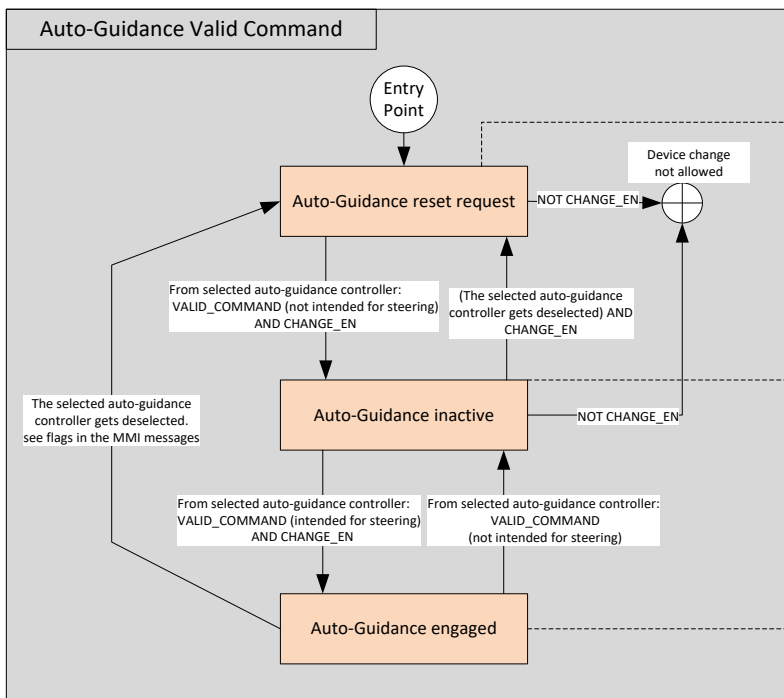 Auto-Guidance Valid Command
Entry
Point
Device change
not allowed
Auto-Guidance reset request
NOT CHANGE_EN
From selected auto-guidance controller:
VALID_COMMAND (not intended for steering)
AND CHANGE_EN
(The selected auto-guidance
controller gets deselected) AND
CHANGE_EN
The selected auto-guidance
controller gets deselected.
see flags in the MMI messages
Auto-Guidance inactive
NOT CHANGE_EN
From selected auto-guidance controller:
VALID_COMMAND (intended for steering)
AND CHANGE_EN
From selected auto-guidance controller:
VALID_COMMAND
(not intended for steering)
Auto-Guidance engaged